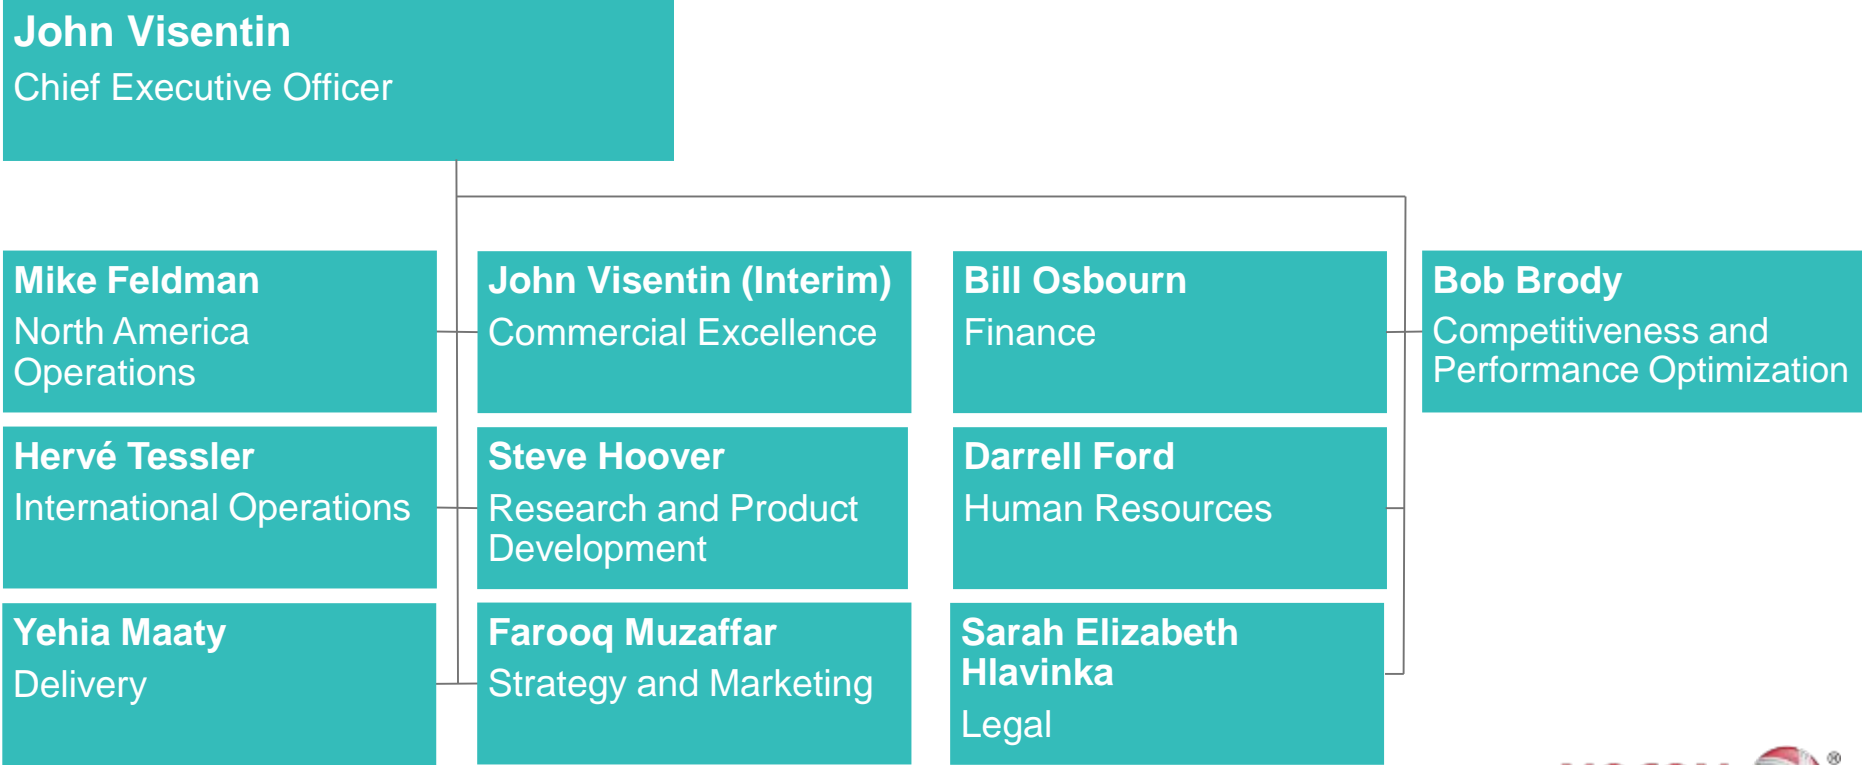 John Visentin
Chief Executive Officer
Mike Feldman
North America
Operations
John Visentin (Interim)
Commercial Excellence
Bill Osbourn
Finance
Bob Brody
Competitiveness and
Performance Optimization
Hervé Tessler
International Operations
Steve Hoover
Research and Product
Development
Darrell Ford
Human Resources
Yehia Maaty
Delivery
Farooq Muzaffar
Strategy and Marketing
Sarah Elizabeth
Hlavinka
Legal
®